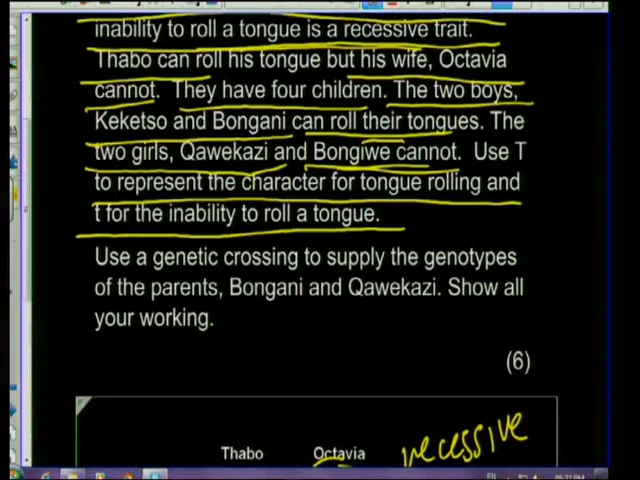 inability to roll a tongue is a recessive trait.
Thabo can roll his tongue but his wife, Octavia
cannot. They have four children. The two boys,
Keketso and Bongani can roll their tongues. The
two girls, Qawekazi and Bongiwe cannot. Use T
to represent the character for tongue rolling and
t for the inability to roll a tongue.
Use a genetic crossing to supply the genotypes
of the parents, Bongani and Qawekazi. Show all
your working.
(6)
recessive
Thabo Octavia